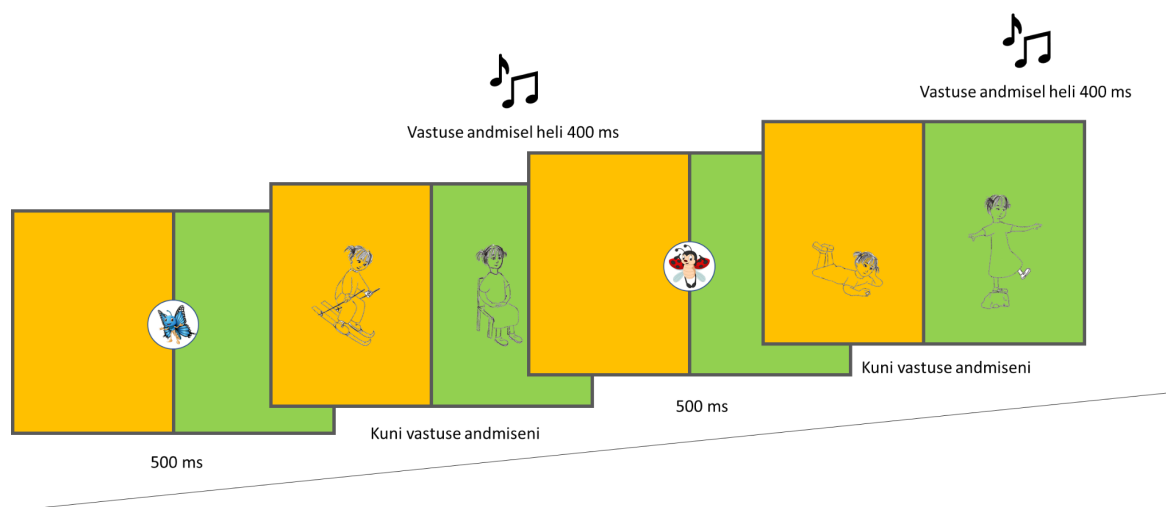 Vastuse andmisel heli 400 ms
Vastuse andmisel heli 400 ms
Kuni vastuse andmiseni
500 ms
Kuni vastuse andmiseni
500 ms